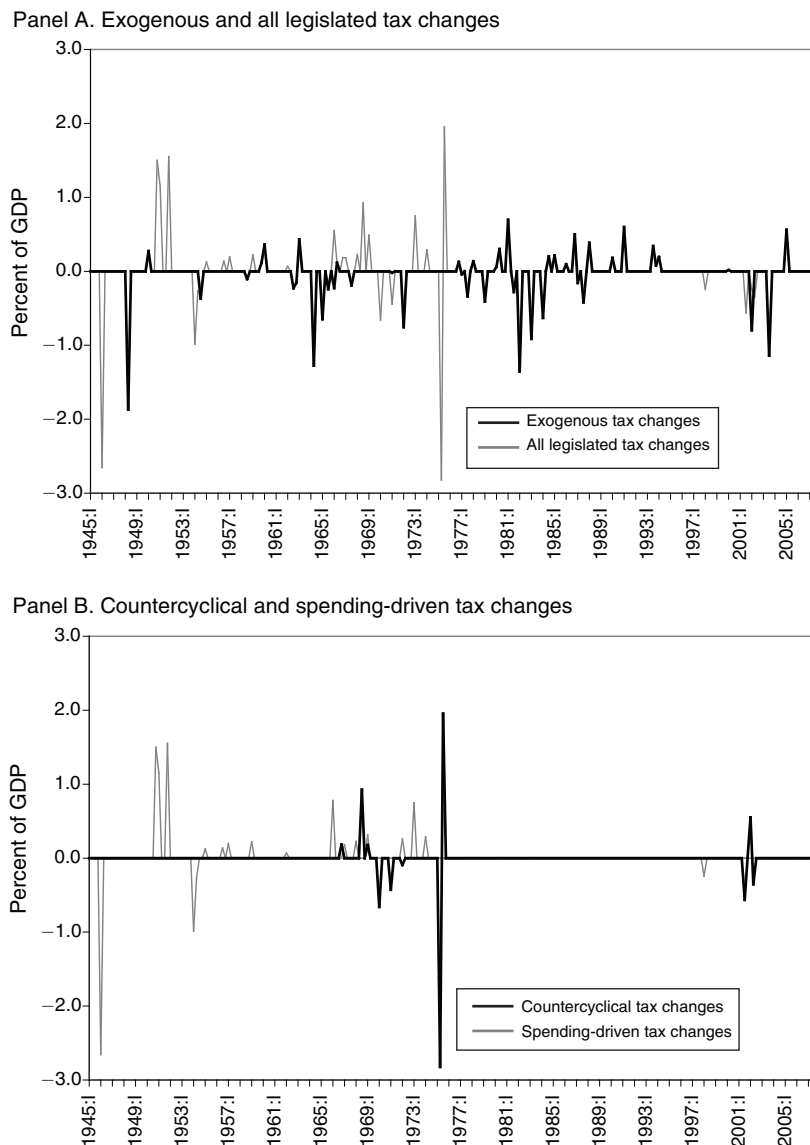 Panel A. Exogenous and all legislated tax changes
Percent of GDP
3.0
2.0
1.0
0.0
−1.0
−2.0
−3.0
Exogenous tax changes
All legislated tax changes
1945:I
1949:I
1953:I
1957:I
1961:I
1965:I
1969:I
1973:I
1977:I
1981:I
1985:I
1989:I
1993:I
1997:I
2001:I
2005:I
Panel B. Countercyclical and spending-driven tax changes
Percent of GDP
3.0
2.0
1.0
0.0
−1.0
−2.0
−3.0
Countercyclical tax changes
Spending-driven tax changes
1945:I
1949:I
1953:I
1957:I
1961:I
1965:I
1969:I
1973:I
1977:I
1981:I
1985:I
1989:I
1993:I
1997:I
2001:I
2005:I